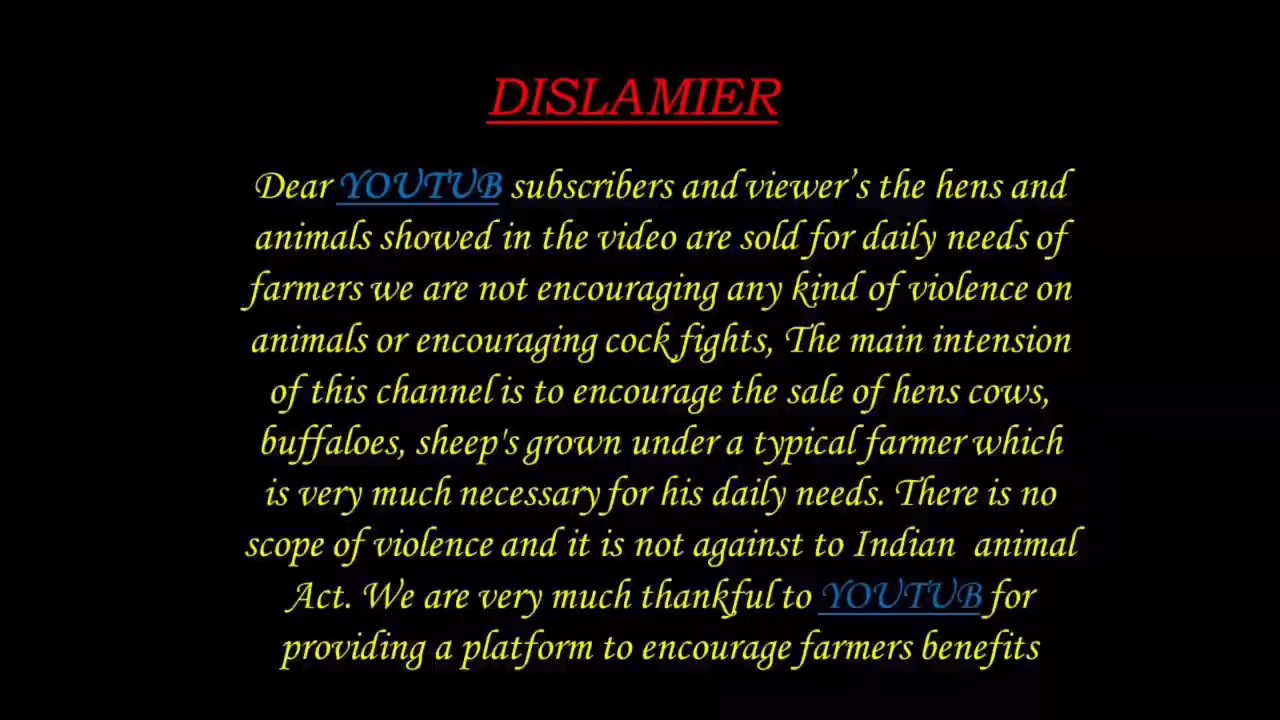 DISLAMIER
Dear YOUTUB subscribers and viewer’s the hens and
animals showed in the video are sold for daily needs of
farmers we are not encouraging any kind of violence on
animals or encouraging cock fights, The main intension
of this channel is to encourage the sale of hens cows,
buffaloes, sheep's grown under a typical farmer which
is very much necessary for his daily needs. There is no
scope of violence and it is not against to Indian animal
Act. We are very much thankful to YOUTUB for
providing a platform to encourage farmers benefits